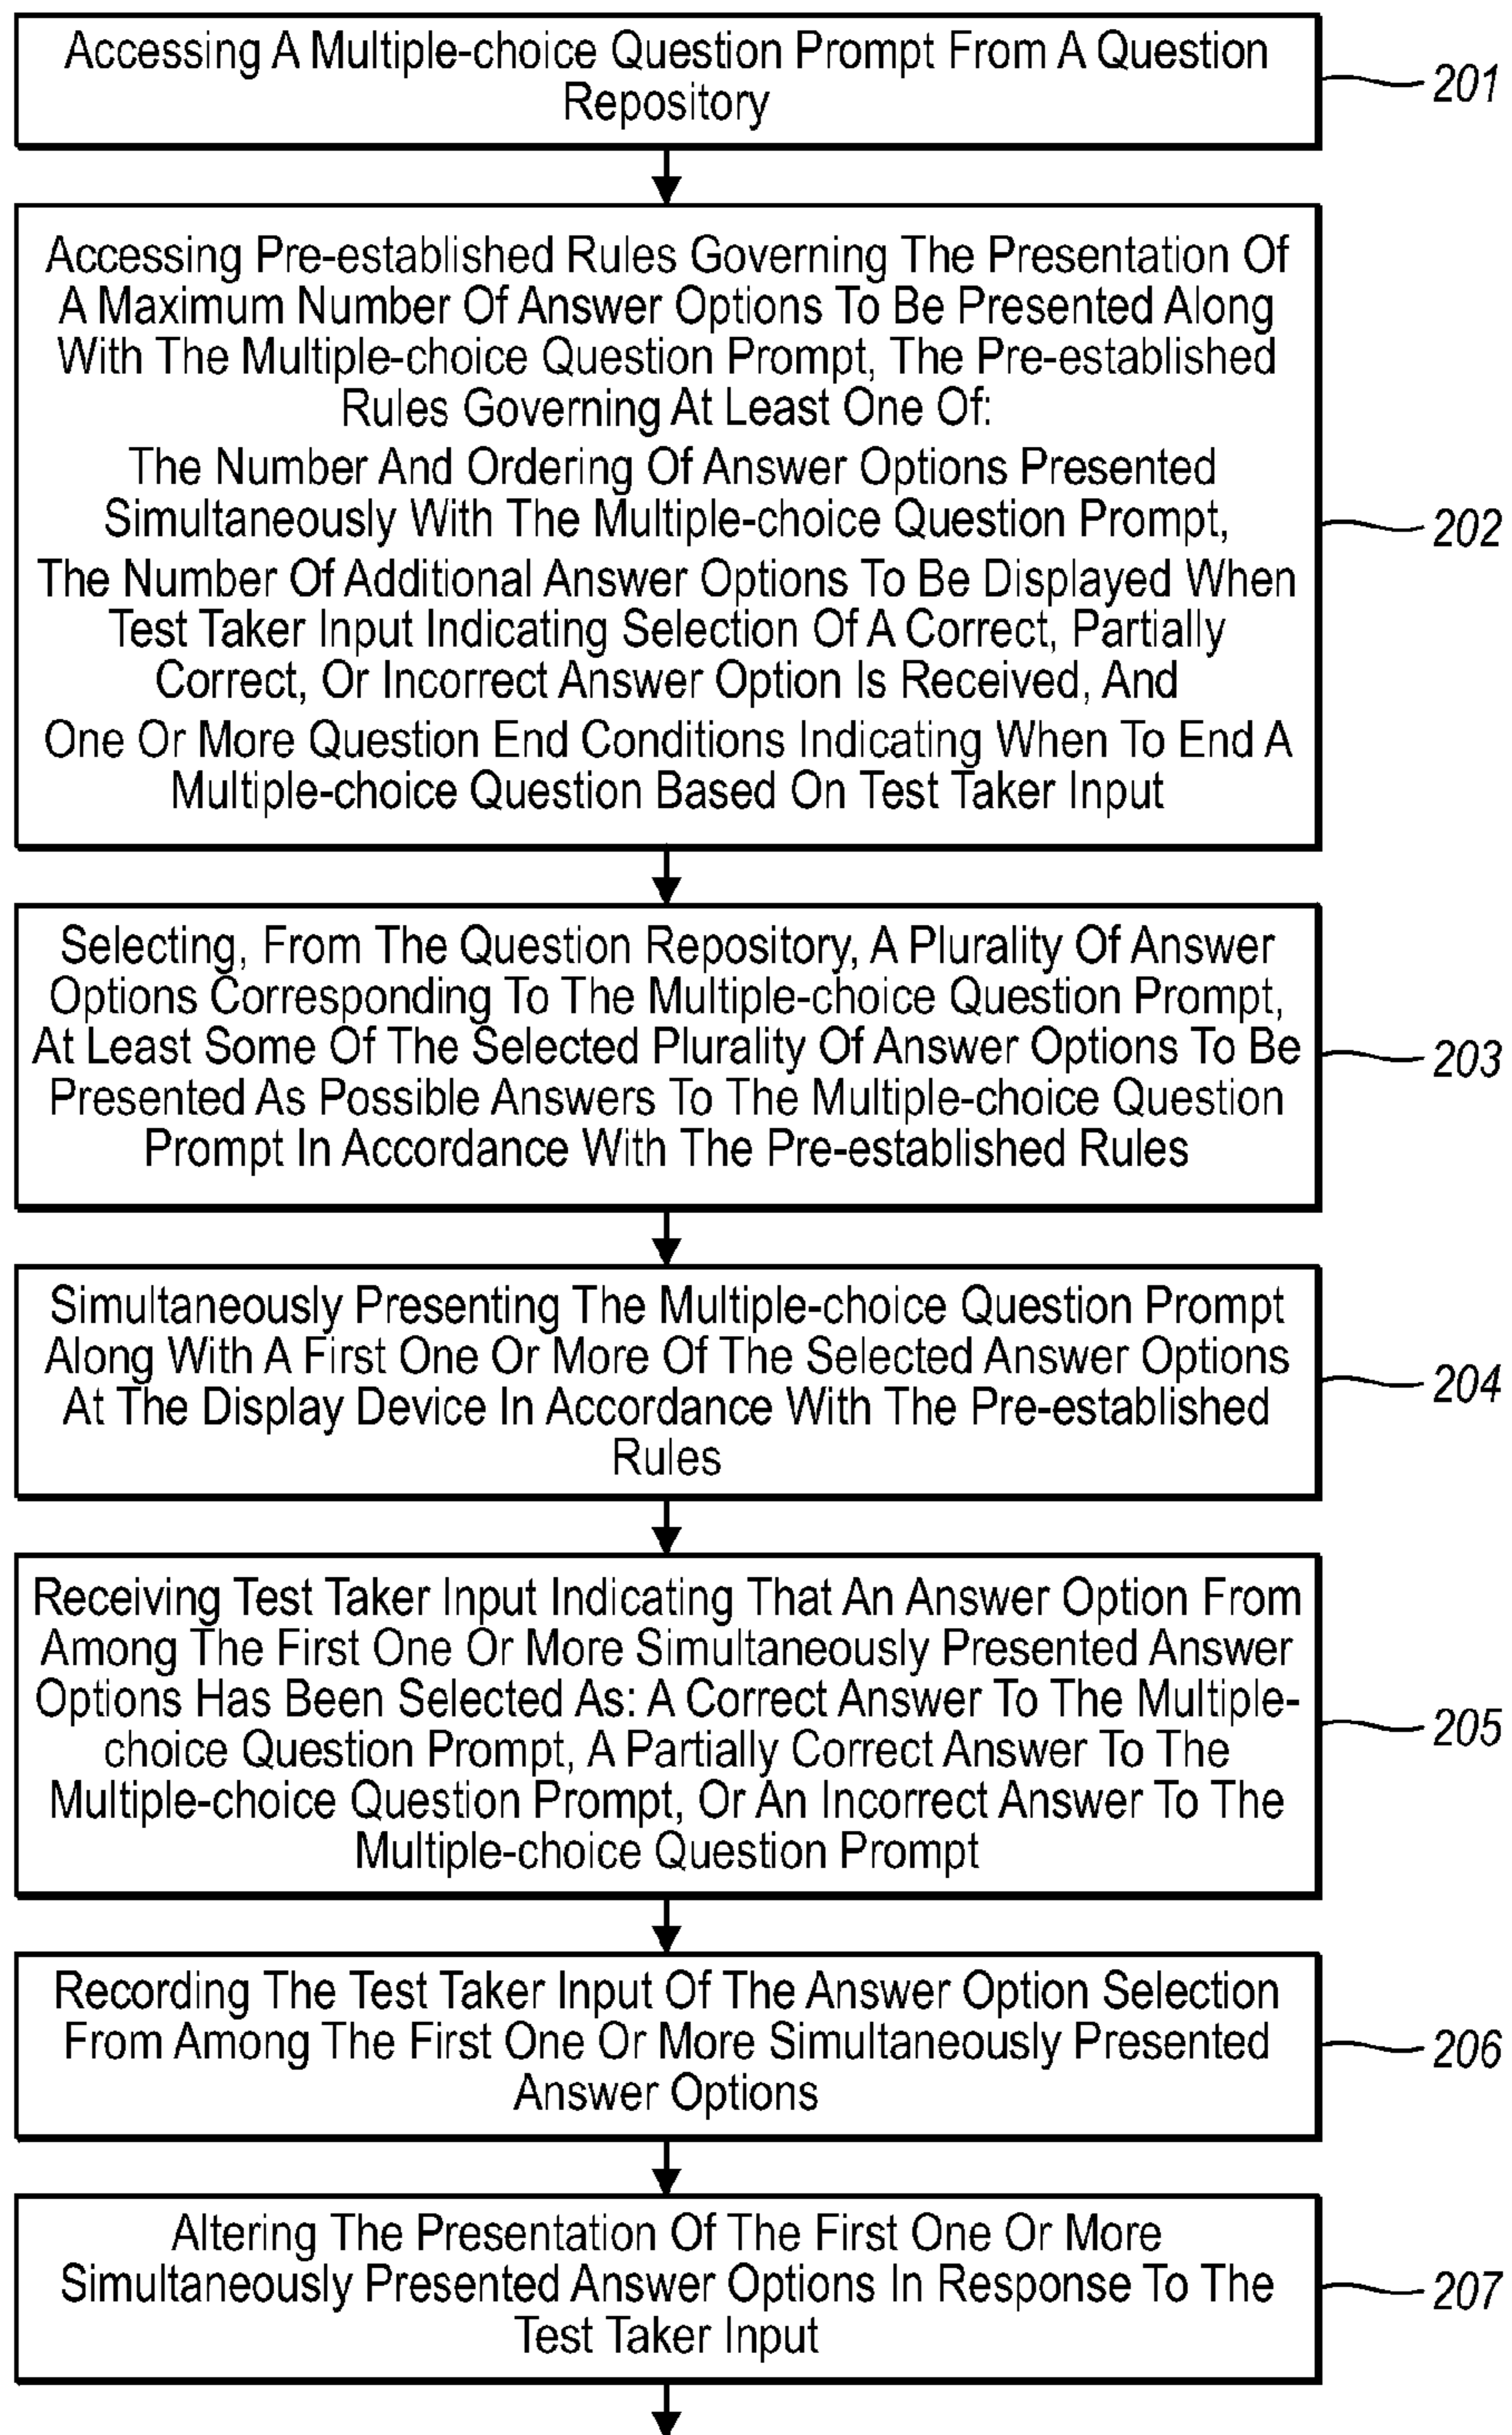 Accessing A Multiple-choice Question Prompt From A Question
Repository
201
Accessing Pre-established Rules Governing The Presentation Of
A Maximum Number Of Answer Options To Be Presented Along
With The Multiple-choice Question Prompt, The Pre-established
Rules Governing At Least One Of:
The Number And Ordering Of Answer Options Presented
Simultaneously With The Multiple-choice Question Prompt,
The Number Of Additional Answer Options To Be Displayed When
Test Taker Input Indicating Selection Of A Correct, Partially
Correct, Or Incorrect Answer Option Is Received, And
One Or More Question End Conditions Indicating When To End A
Multiple-choice Question Based On Test Taker Input
202
Selecting, From The Question Repository, A Plurality Of Answer
Options Corresponding To The Multiple-choice Question Prompt,
At Least Some Of The Selected Plurality Of Answer Options To Be
Presented As Possible Answers To The Multiple-choice Question
Prompt In Accordance With The Pre-established Rules
203
Simultaneously Presenting The Multiple-choice Question Prompt
Along With A First One Or More Of The Selected Answer Options
At The Display Device In Accordance With The Pre-established
Rules
204
Receiving Test Taker Input Indicating That An Answer Option From
Among The First One Or More Simultaneously Presented Answer
Options Has Been Selected As: A Correct Answer To The Multiple-
choice Question Prompt, A Partially Correct Answer To The
Multiple-choice Question Prompt, Or An Incorrect Answer To The
Multiple-choice Question Prompt
205
Recording The Test Taker Input Of The Answer Option Selection
From Among The First One Or More Simultaneously Presented
Answer Options
206
Altering The Presentation Of The First One Or More
Simultaneously Presented Answer Options In Response To The
Test Taker Input
207